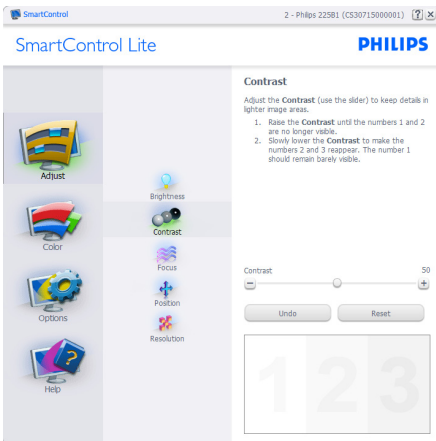 SmartControl
2 - Philips 225B1 (CS30715000001)
SmartControl Lite
PHILIPS
Adjust
Color
Options
Help
Brightness
Contrast
Focus
Position
Resolution
Contrast
Adjust the Contrast (use the slider) to keep details in
lighter image areas.
1. Raise the Contrast until the numbers 1 and 2
are no longer visible.
2. Slowly lower the Contrast to make the
numbers 2 and 3 reappear. The number 1
should remain barely visible.
Contrast 50
Undo Reset
1 2 3